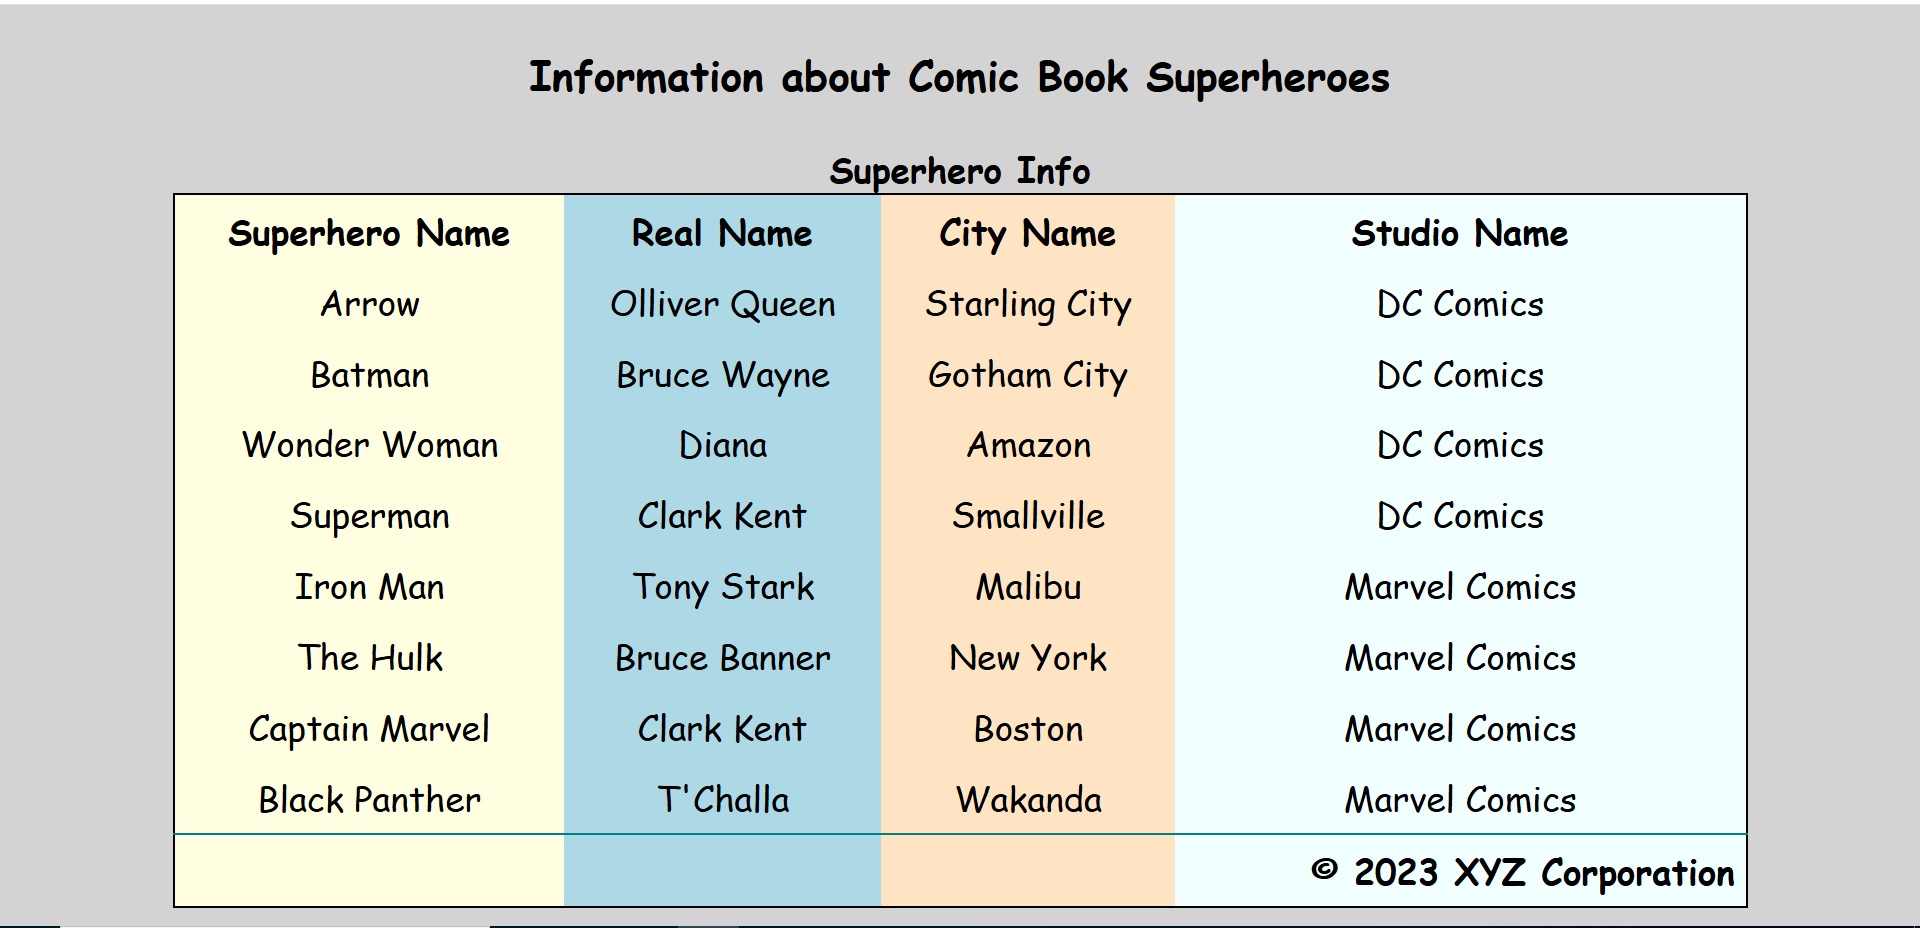 Information about Comic Book Superheroes
Superhero Info
Superhero Name Real Name City Name Studio Name
Arrow Olliver Queen Starling City DC Comics
Batman Bruce Wayne Gotham City DC Comics
Wonder Woman Diana Amazon DC Comics
Superman Clark Kent Smallville DC Comics
Iron Man Tony Stark Malibu Marvel Comics
The Hulk Bruce Banner New York Marvel Comics
Captain Marvel Clark Kent Boston Marvel Comics
Black Panther T'Challa Wakanda Marvel Comics
© 2023 XYZ Corporation